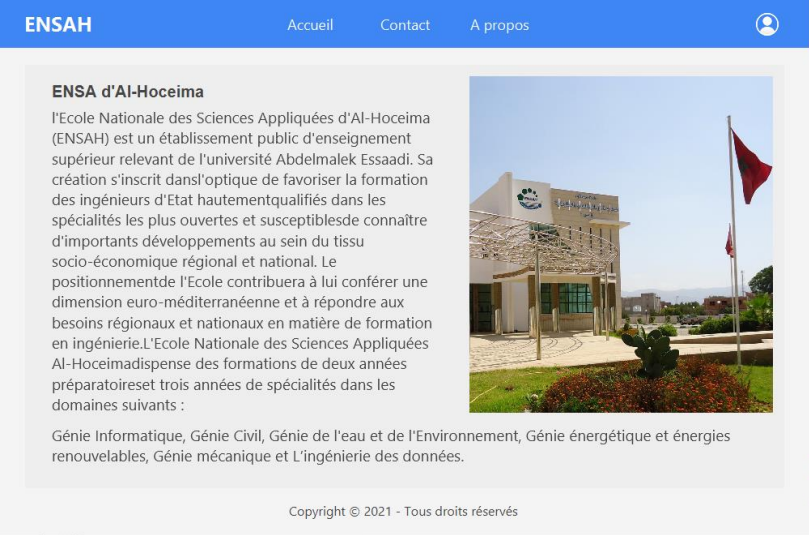 ENSAH
Accueil
Contact
A propos
ENSA d'Al-Hoceima
l'Ecole Nationale des Sciences Appliquées d'Al-Hoceima
(ENSAH) est un établissement public d'enseignement
supérieur relevant de l'université Abdelmalek Essaadi. Sa
création s'inscrit dansl'optique de favoriser la formation
des ingénieurs d'Etat hautementqualifiés dans les
spécialités les plus ouvertes et susceptiblesde connaître
d'importants développements au sein du tissu
socio-économique régional et national. Le
positionnementde l'Ecole contribuera à lui conférer une
dimension euro-méditerranéenne et à répondre aux
besoins régionaux et nationaux en matière de formation
en ingénierie.L'Ecole Nationale des Sciences Appliquées
Al-Hoceimadispense des formations de deux années
préparatoireset trois années de spécialités dans les
domaines suivants :
Génie Informatique, Génie Civil, Génie de l'eau et de l'Environnement, Génie énergétique et énergies
renouvelables, Génie mécanique et L'ingénierie des données.
Copyright © 2021 - Tous droits réservés